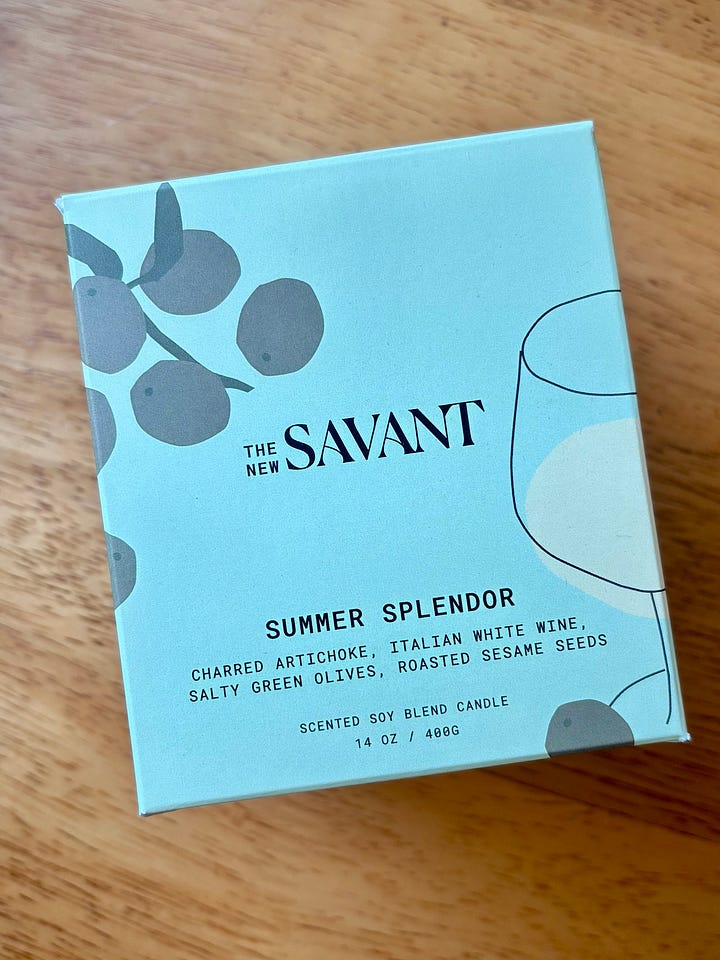 THE
NEW SAVANT
SUMMER SPLENDOR
CHARRED ARTICHOKE, ITALIAN WHITE WINE,
SALTY GREEN OLIVES, ROASTED SESAME SEEDS
SCENTED SOY BLEND CANDLE
14 OZ / 400G